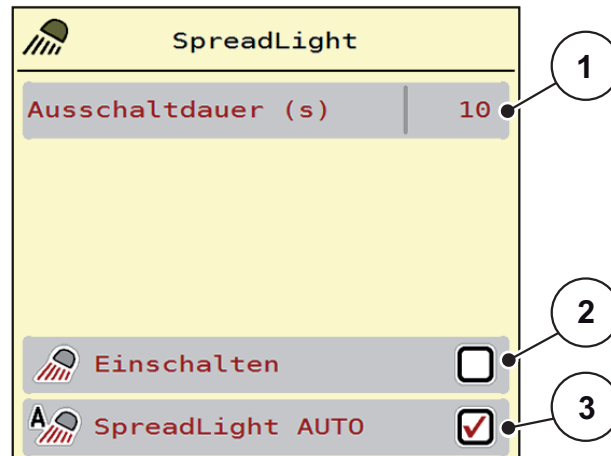 SpreadLight
1
Ausschaltdauer (s) 10
2
Einschalten
3
A SpreadLight AUTO